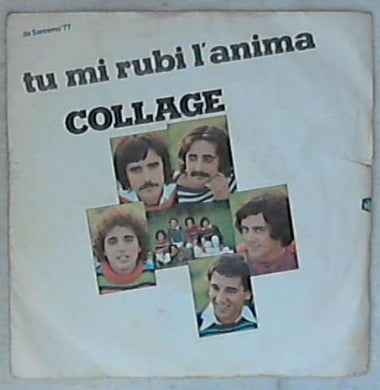 da Sanremo '77
tu mi rubi l'anima
COLLAGE